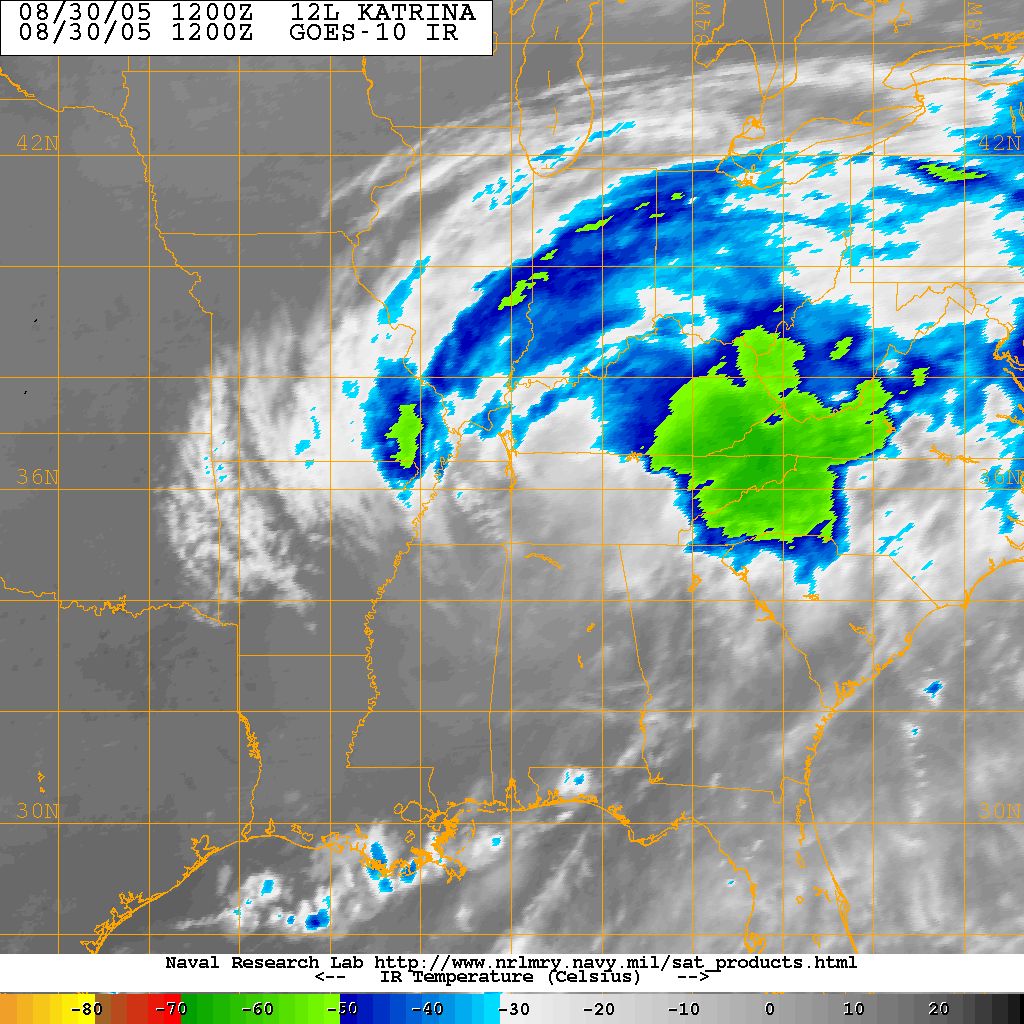 08/30/05 1200Z 12L KATRINA
08/30/05 1200Z GOES-10 IR
84W
78W
42N 42N
36N 36N
30N 30N
Naval Research Lab http://www.nrlmry.navy.mil/sat_products.html
<-- IR Temperature (Celsius) -->
-80 -70 -60 -50 -40 -30 -20 -10 0 10 20